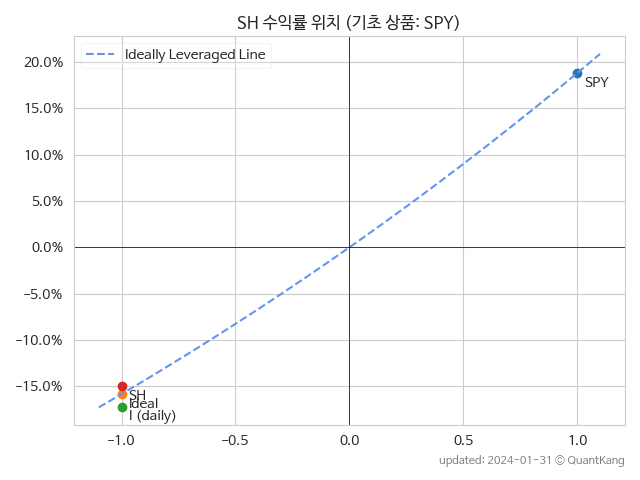 SH 수익률 위치 (기초 상품: SPY)
Ideally Leveraged Line
20.0%
15.0%
10.0%
5.0%
0.0%
−5.0%
−10.0%
−15.0%
SPY
SH
Ideal
I (daily)
−1.0 −0.5 0.0 0.5 1.0
updated: 2024-01-31 © QuantKang